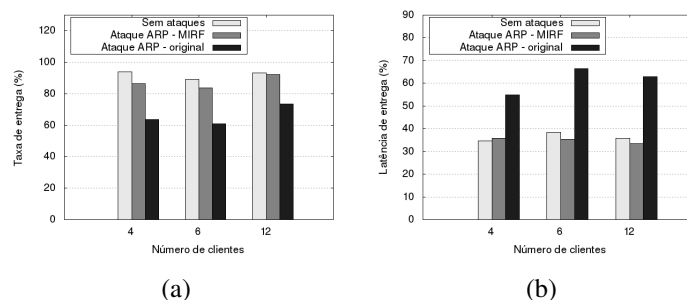 Sem ataques
Ataque ARP - MIRF
Ataque ARP - original
120
100
80
60
40
20
0
Taxa de entrega (%)
4
6
12
Número de clientes
(a)
Sem ataques
Ataque ARP - MIRF
Ataque ARP - original
90
80
70
60
50
40
30
20
10
0
Latência de entrega (%)
4
6
12
Número de clientes
(b)